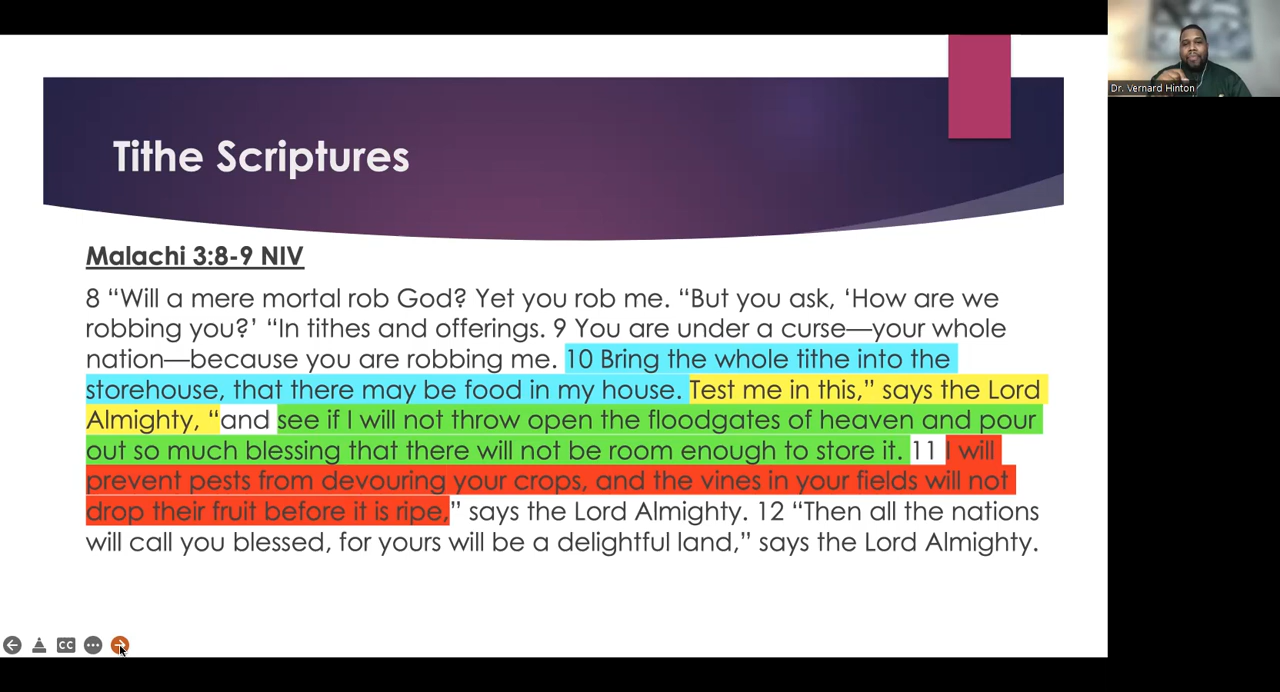 Tithe Scriptures
Malachi 3:8-9 NIV
8 “Will a mere mortal rob God? Yet you rob me. “But you ask, ‘How are we
robbing you?’ “In tithes and offerings. 9 You are under a curse—your whole
nation—because you are robbing me. 10 Bring the whole tithe into the
storehouse, that there may be food in my house. Test me in this,” says the Lord
Almighty, “and see if I will not throw open the floodgates of heaven and pour
out so much blessing that there will not be room enough to store it. 11 I will
prevent pests from devouring your crops, and the vines in your fields will not
drop their fruit before it is ripe,” says the Lord Almighty. 12 “Then all the nations
will call you blessed, for yours will be a delightful land,” says the Lord Almighty.
CC
Dr. Vernard Hinton